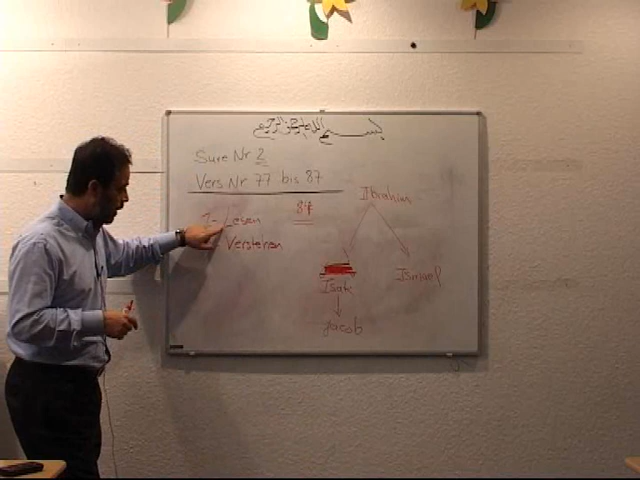 بسم الله الرحمن الرحيم
Sure Nr 2
Vers Nr 77 bis 87
1- Lesen 84
Verstehen
Ibrahim
Isak
Ismael
Jacob